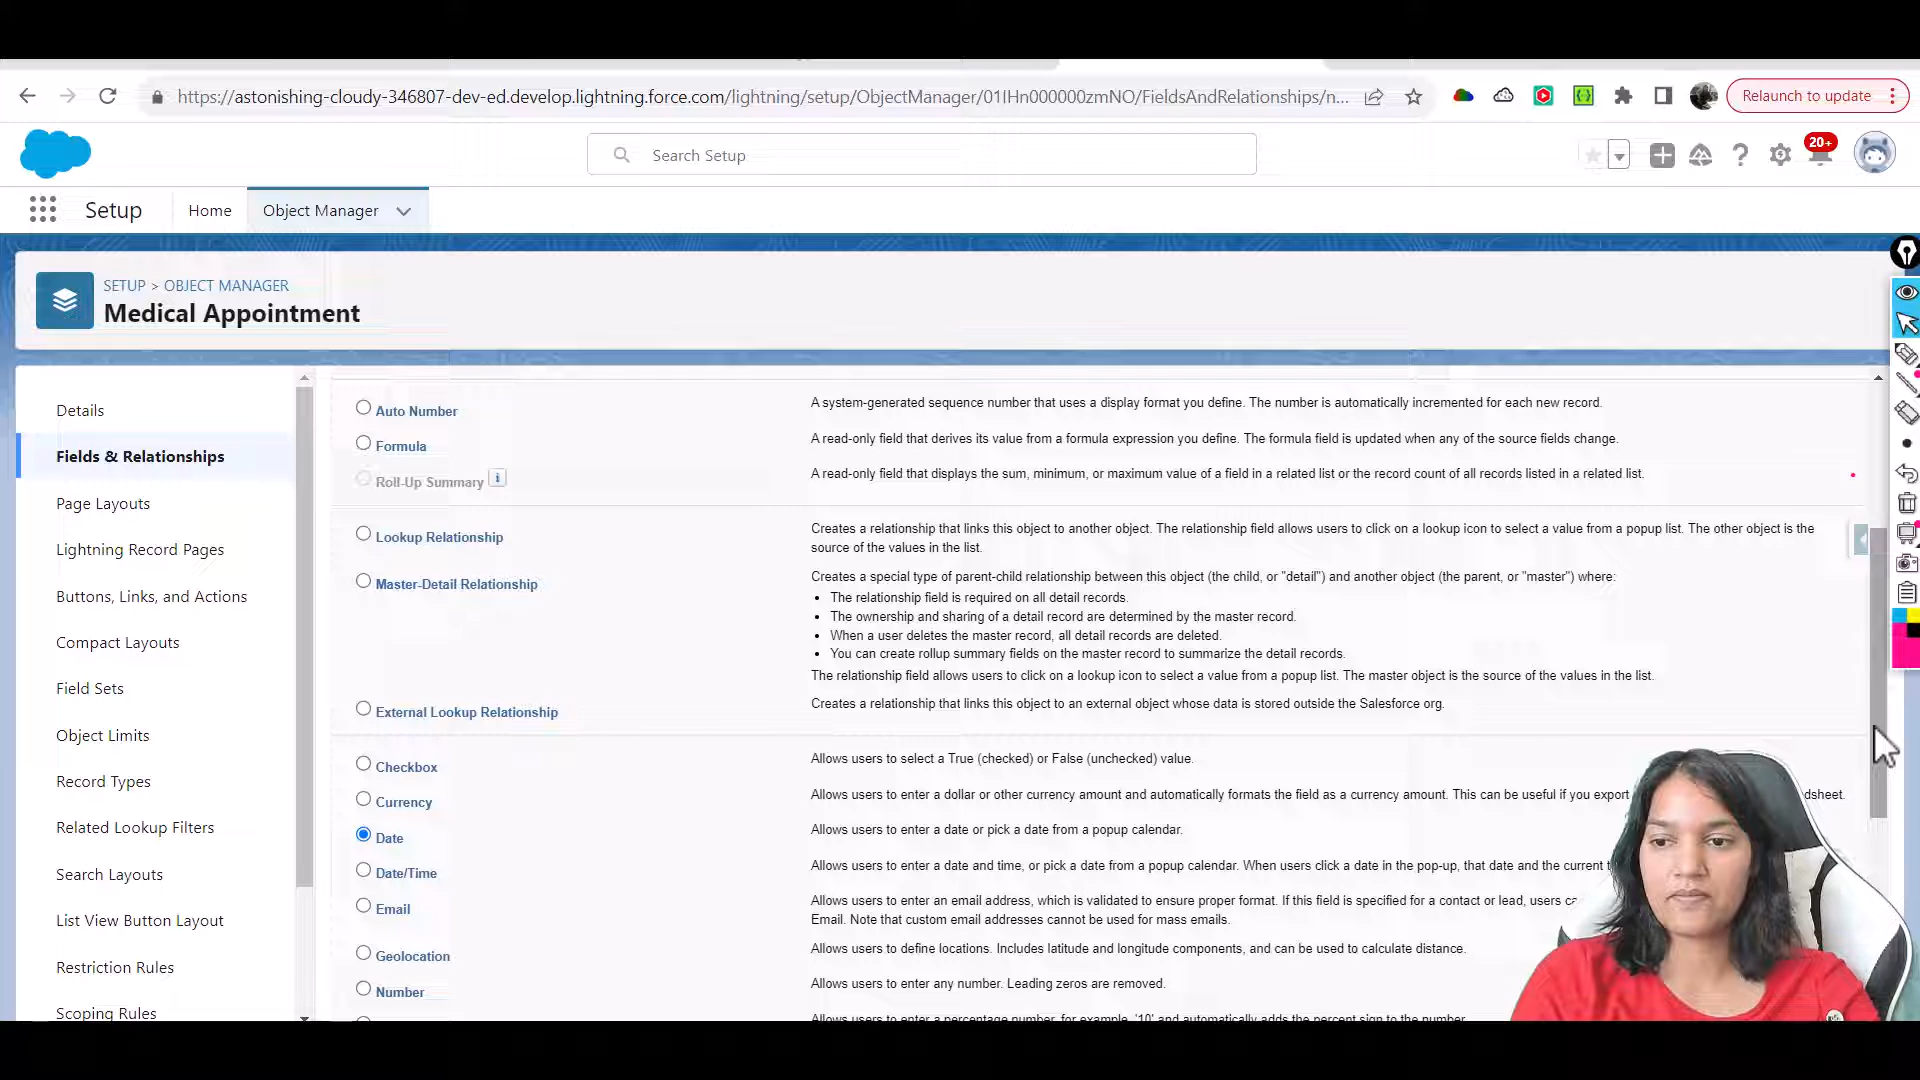 https://astonishing-cloudy-346807-dev-ed.develop.lightning.force.com/lightning/setup/ObjectManager/01IHn000000zmNO/FieldsAndRelationships/n...
Relaunch to update
Search Setup
20+
Setup
Home
Object Manager
SETUP > OBJECT MANAGER
Medical Appointment
Details
Fields & Relationships
Page Layouts
Lightning Record Pages
Buttons, Links, and Actions
Compact Layouts
Field Sets
Object Limits
Record Types
Related Lookup Filters
Search Layouts
List View Button Layout
Restriction Rules
Scoping Rules
Auto Number
A system-generated sequence number that uses a display format you define. The number is automatically incremented for each new record.
Formula
A read-only field that derives its value from a formula expression you define. The formula field is updated when any of the source fields change.
Roll-Up Summary
i
A read-only field that displays the sum, minimum, or maximum value of a field in a related list or the record count of all records listed in a related list.
Lookup Relationship
Creates a relationship that links this object to another object. The relationship field allows users to click on a lookup icon to select a value from a popup list. The other object is the
source of the values in the list.
Master-Detail Relationship
Creates a special type of parent-child relationship between this object (the child, or "detail") and another object (the parent, or "master") where:
• The relationship field is required on all detail records.
• The ownership and sharing of a detail record are determined by the master record.
• When a user deletes the master record, all detail records are deleted.
• You can create rollup summary fields on the master record to summarize the detail records.
The relationship field allows users to click on a lookup icon to select a value from a popup list. The master object is the source of the values in the list.
External Lookup Relationship
Creates a relationship that links this object to an external object whose data is stored outside the Salesforce org.
Checkbox
Allows users to select a True (checked) or False (unchecked) value.
Currency
Allows users to enter a dollar or other currency amount and automatically formats the field as a currency amount. This can be useful if you export dsheet.
Date
Allows users to enter a date or pick a date from a popup calendar.
Date/Time
Allows users to enter a date and time, or pick a date from a popup calendar. When users click a date in the pop-up, that date and the current
Email
Allows users to enter an email address, which is validated to ensure proper format. If this field is specified for a contact or lead, users
Email. Note that custom email addresses cannot be used for mass emails.
Geolocation
Allows users to define locations. Includes latitude and longitude components, and can be used to calculate distance.
Number
Allows users to enter any number. Leading zeros are removed.
Allows users to enter a percentage number, for example, '10' and automatically adds the percent sign to the number.